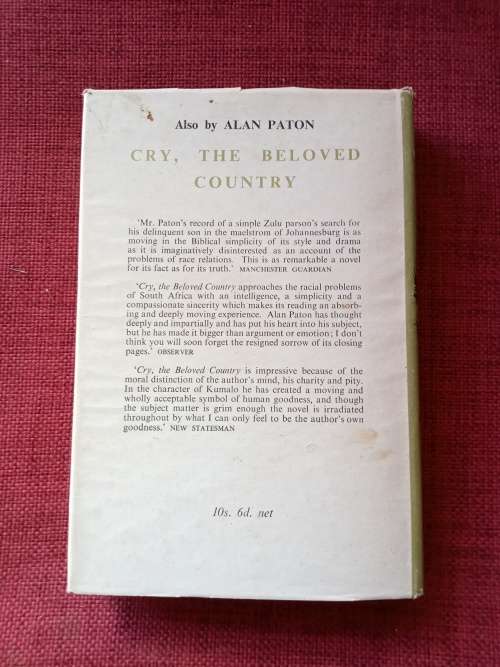 Also by ALAN PATON
CRY, THE BELOVED
COUNTRY
'Mr. Paton's record of a simple Zulu parson's search for
his delinquent son in the maelstrom of Johannesburg is as
moving in the Biblical simplicity of its style and drama
as it is imaginatively disinterested as an account of the
problems of race relations. This is as remarkable a novel
for its fact as for its truth.' MANCHESTER GUARDIAN
'Cry, the Beloved Country approaches the racial problems
of South Africa with an intelligence, a simplicity and a
compassionate sincerity which makes its reading an absorb-
ing and deeply moving experience. Alan Paton has thought
deeply and impartially and has put his heart into his subject,
but he has made it bigger than argument or emotion; I don't
think you will soon forget the resigned sorrow of its closing
pages.' OBSERVER
'Cry, the Beloved Country is impressive because of the
moral distinction of the author's mind, his charity and pity.
In the character of Kumalo he has created a moving and
wholly acceptable symbol of human goodness, and though
the subject matter is grim enough the novel is irradiated
throughout by what I can only feel to be the author's own
goodness.' NEW STATESMAN
10s. 6d. net